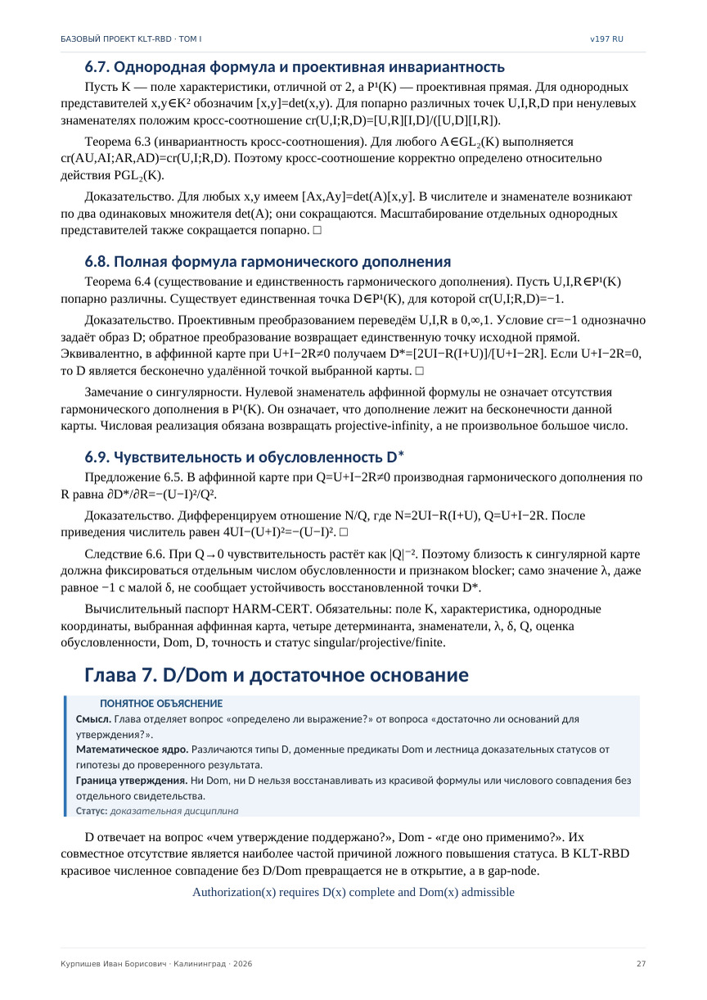 БАЗОВЫЙ ПРОЕКТ KLT-RBD · ТОМ I
v197 RU
6.7. Однородная формула и проективная инвариантность
Пусть K — поле характеристики, отличной от 2, а P¹(K) — проективная прямая. Для однородных
представителей x,y∈K² обозначим [x,y]=det(x,y). Для попарно различных точек U,I,R,D при ненулевых
знаменателях положим кросс-соотношение cr(U,I;R,D)=[U,R][I,D]/([U,D][I,R]).
Теорема 6.3 (инвариантность кросс-соотношения). Для любого A∈GL₂(K) выполняется
cr(AU,AI;AR,AD)=cr(U,I;R,D). Поэтому кросс-соотношение корректно определено относительно
действия PGL₂(K).
Доказательство. Для любых x,y имеем [Ax,Ay]=det(A)[x,y]. В числителе и знаменателе возникают
по два одинаковых множителя det(A); они сокращаются. Масштабирование отдельных однородных
представителей также сокращается попарно. □
6.8. Полная формула гармонического дополнения
Теорема 6.4 (существование и единственность гармонического дополнения). Пусть U,I,R∈P¹(K)
попарно различны. Существует единственная точка D∈P¹(K), для которой cr(U,I;R,D)=−1.
Доказательство. Проективным преобразованием переведём U,I,R в 0,∞,1. Условие cr=−1 однозначно
задаёт образ D; обратное преобразование возвращает единственную точку исходной прямой.
Эквивалентно, в аффинной карте при U+I−2R≠0 получаем D*=[2UI−R(I+U)]/[U+I−2R]. Если U+I−2R=0,
то D является бесконечно удалённой точкой выбранной карты. □
Замечание о сингулярности. Нулевой знаменатель аффинной формулы не означает отсутствия
гармонического дополнения в P¹(K). Он означает, что дополнение лежит на бесконечности данной
карты. Числовая реализация обязана возвращать projective-infinity, а не произвольное большое число.
6.9. Чувствительность и обусловленность D*
Предложение 6.5. В аффинной карте при Q=U+I−2R≠0 производная гармонического дополнения по
R равна ∂D*/∂R=−(U−I)²/Q².
Доказательство. Дифференцируем отношение N/Q, где N=2UI−R(I+U), Q=U+I−2R. После
приведения числитель равен 4UI−(U+I)²=−(U−I)². □
Следствие 6.6. При Q→0 чувствительность растёт как |Q|⁻². Поэтому близость к сингулярной карте
должна фиксироваться отдельным числом обусловленности и признаком blocker; само значение λ, даже
равное −1 с малой δ, не сообщает устойчивость восстановленной точки D*.
Вычислительный паспорт HARM-CERT. Обязательны: поле K, характеристика, однородные
координаты, выбранная аффинная карта, четыре детерминанта, знаменатели, λ, δ, Q, оценка
обусловленности, Dom, D, точность и статус singular/projective/finite.
Глава 7. D/Dom и достаточное основание
ПОНЯТНОЕ ОБЪЯСНЕНИЕ
Смысл. Глава отделяет вопрос «определено ли выражение?» от вопроса «достаточно ли оснований для
утверждения?».
Математическое ядро. Различаются типы D, доменные предикаты Dom и лестница доказательных статусов от
гипотезы до проверенного результата.
Граница утверждения. Ни Dom, ни D нельзя восстанавливать из красивой формулы или числового совпадения без
отдельного свидетельства.
Статус: доказательная дисциплина
D отвечает на вопрос «чем утверждение поддержано?», Dom - «где оно применимо?». Их
совместное отсутствие является наиболее частой причиной ложного повышения статуса. В KLT-RBD
красивое численное совпадение без D/Dom превращается не в открытие, а в gap-node.
Authorization(x) requires D(x) complete and Dom(x) admissible
Курпишев Иван Борисович · Калининград · 2026
27